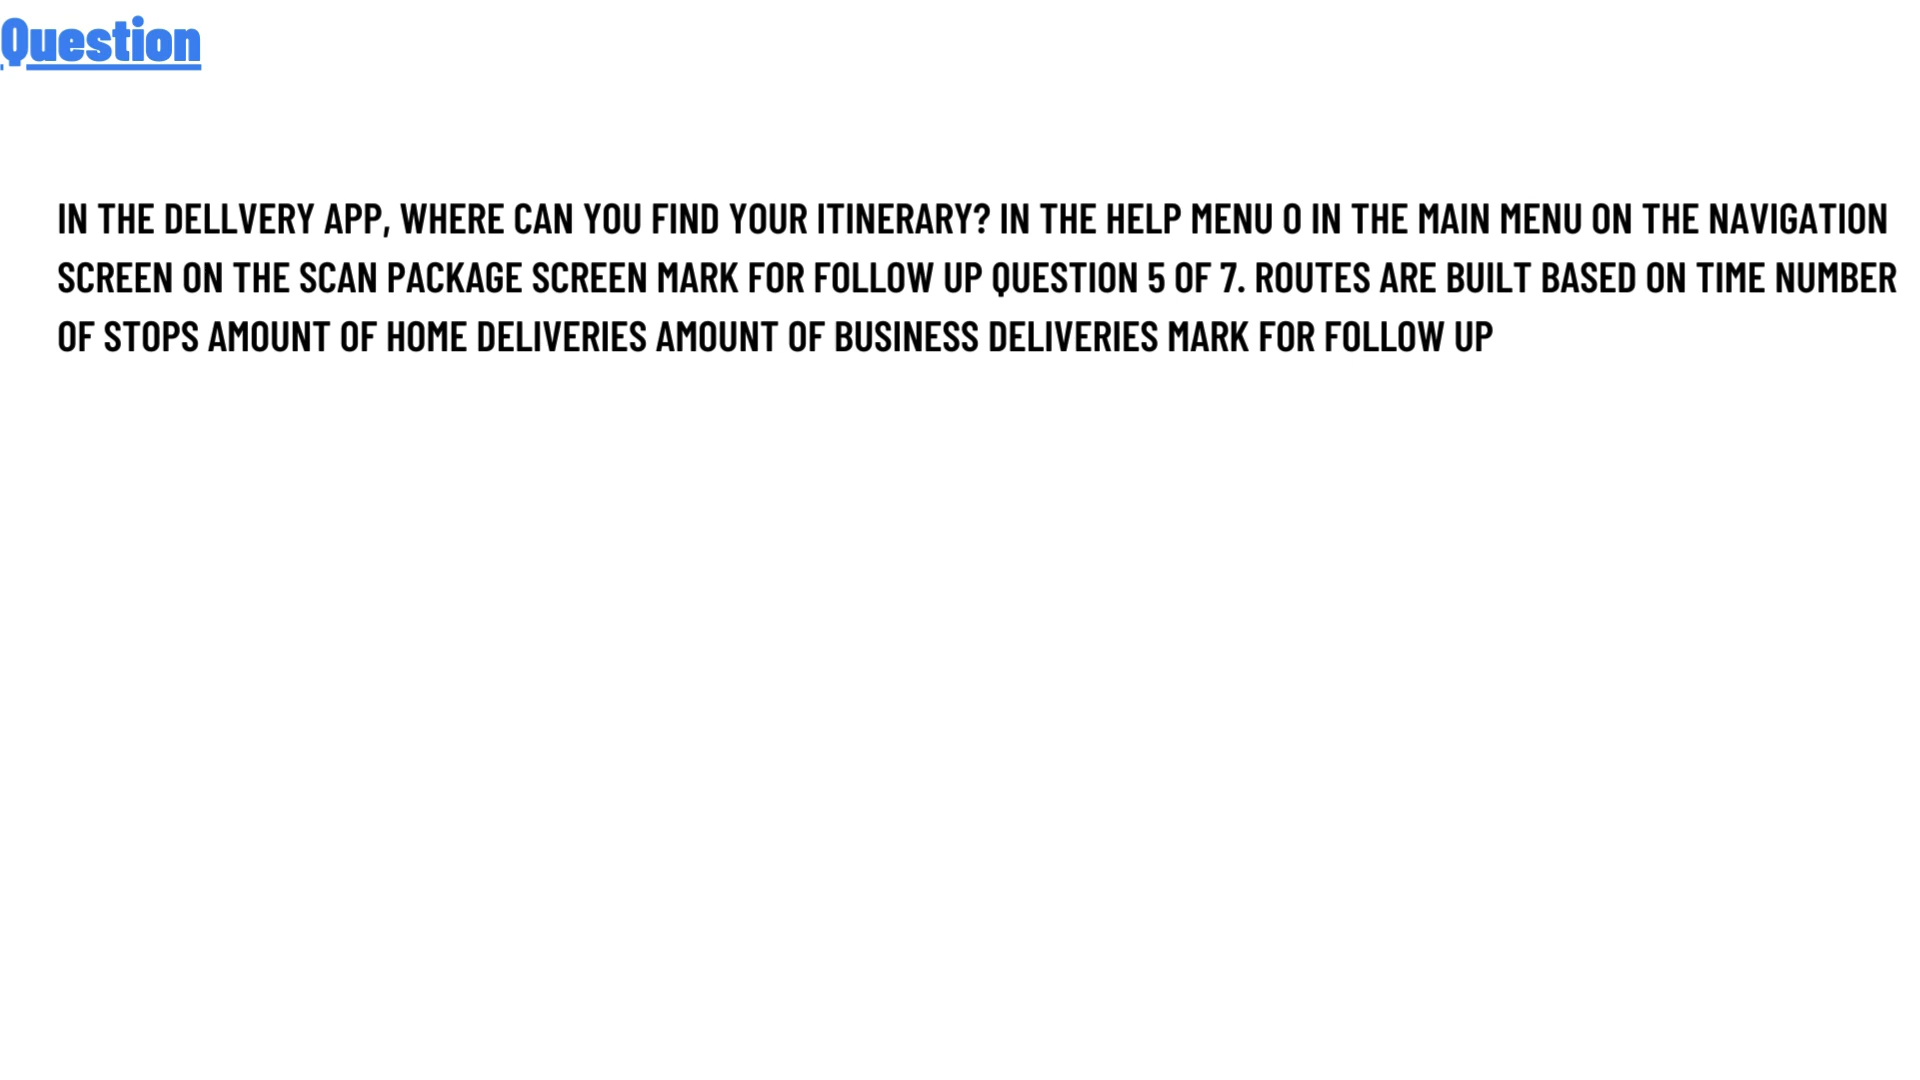 Question
IN THE DELLVERY APP, WHERE CAN YOU FIND YOUR ITINERARY? IN THE HELP MENU O IN THE MAIN MENU ON THE NAVIGATION
SCREEN ON THE SCAN PACKAGE SCREEN MARK FOR FOLLOW UP QUESTION 5 OF 7. ROUTES ARE BUILT BASED ON TIME NUMBER
OF STOPS AMOUNT OF HOME DELIVERIES AMOUNT OF BUSINESS DELIVERIES MARK FOR FOLLOW UP